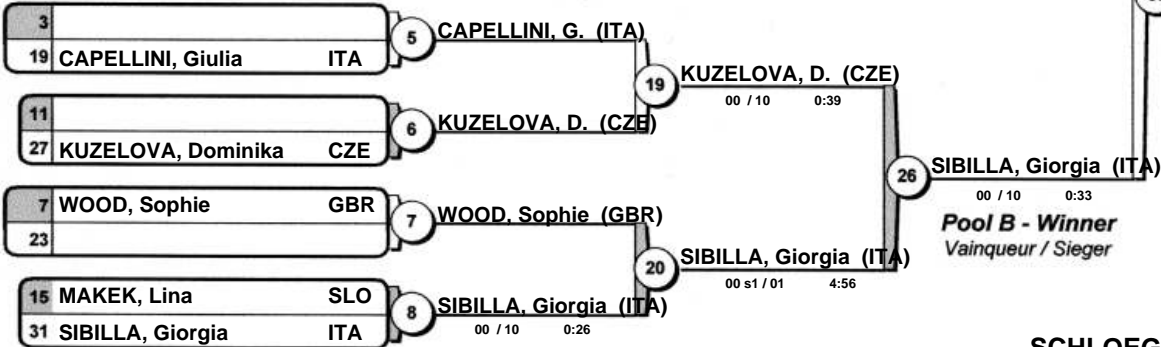 3
19 CAPELLINI, Giulia ITA
5 CAPELLINI, G. (ITA)
19 KUZELOVA, D. (CZE)
00 / 10 0:39
11
27 KUZELOVA, Dominika CZE
6 KUZELOVA, D. (CZE)
26 SIBILLA, Giorgia (ITA)
00 / 10 0:33
Pool B - Winner
Vainqueur / Sieger
7 WOOD, Sophie GBR
23
7 WOOD, Sophie (GBR)
20 SIBILLA, Giorgia (ITA)
00 s1 / 01 4:56
15 MAKEK, Lina SLO
31 SIBILLA, Giorgia ITA
8 SIBILLA, Giorgia (ITA)
00 / 10 0:26